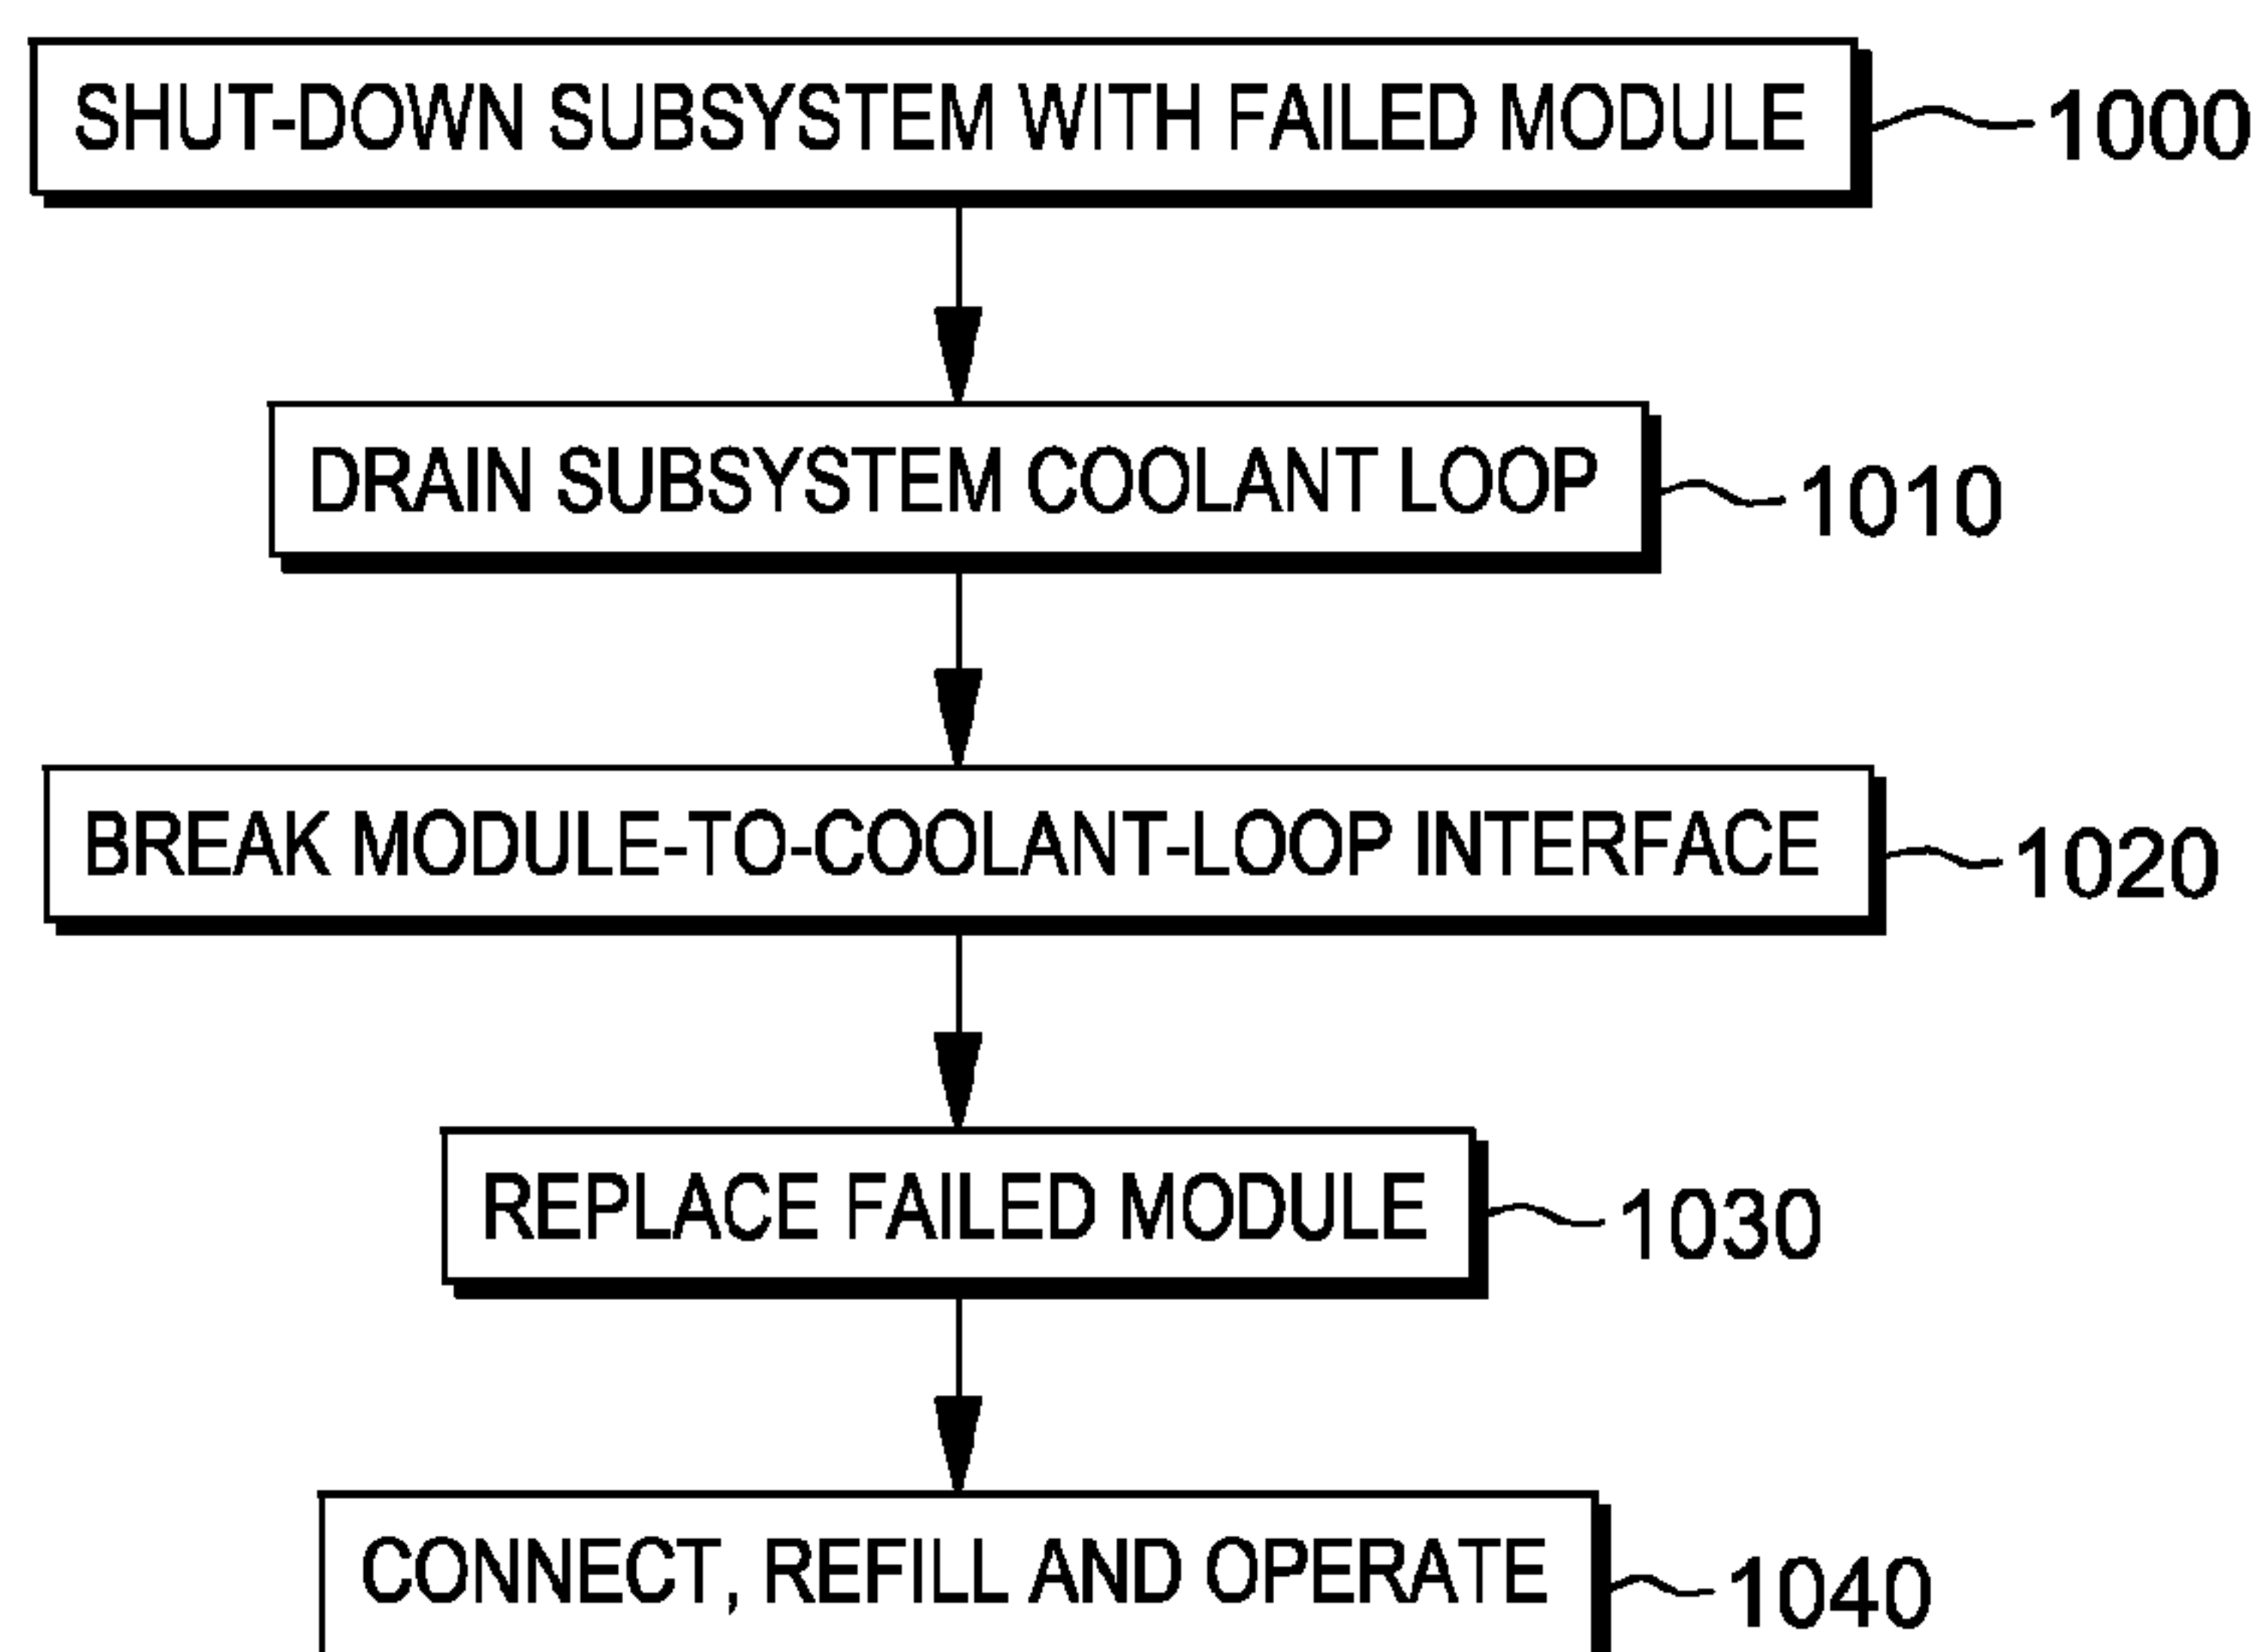 SHUT-DOWN SUBSYSTEM WITH FAILED MODULE 1000
DRAIN SUBSYSTEM COOLANT LOOP 1010
BREAK MODULE-TO-COOLANT-LOOP INTERFACE 1020
REPLACE FAILED MODULE 1030
CONNECT, REFILL AND OPERATE 1040